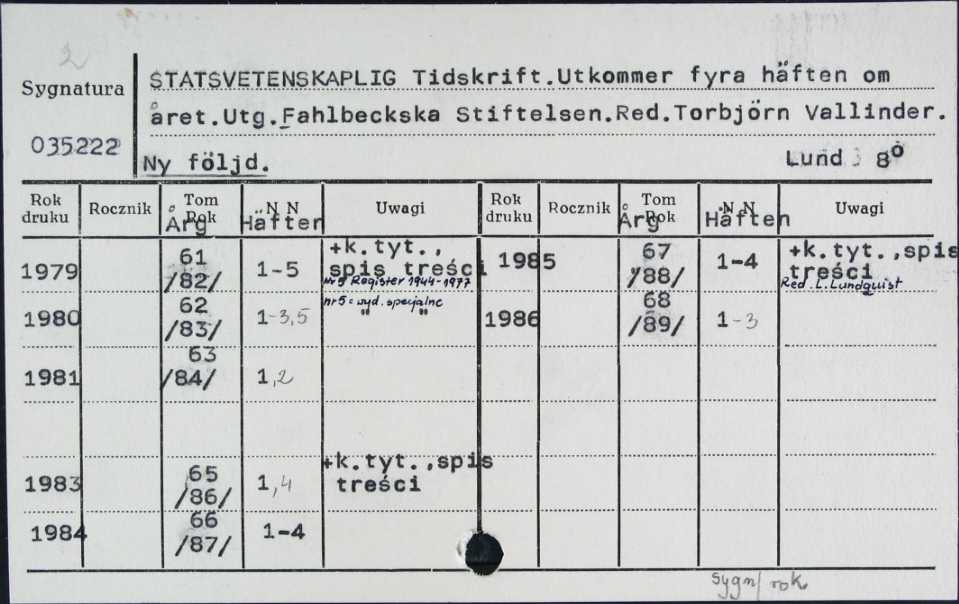 2
Sygnatura
035222
STATSVETENSKAPLIG Tidskrift.Utkommer fyra häften om
året.Utg.Fahlbeckska Stiftelsen.Red.Torbjörn Vallinder.
Ny följd. Lund 8°
Rok druku Rocznik Tom Rok Årg N N Häften Uwagi Rok druku Rocznik Tom Rok Årg N N Häften Uwagi
1979 61 /82/ 1-5 +k.tyt., spis treści
Nr 5 Register 1944-1977
1980 62 /83/ 1-3,5 nr 5 = wyd. specjalne
1981 63 /84/ 1,2
1983 65 /86/ 1,4 +k.tyt.,spis treści
1984 66 /87/ 1-4
1985 67 /88/ 1-4 +k.tyt.,spis treści
Red. L. Lundquist
1986 68 /89/ 1-3
sygn/ rok